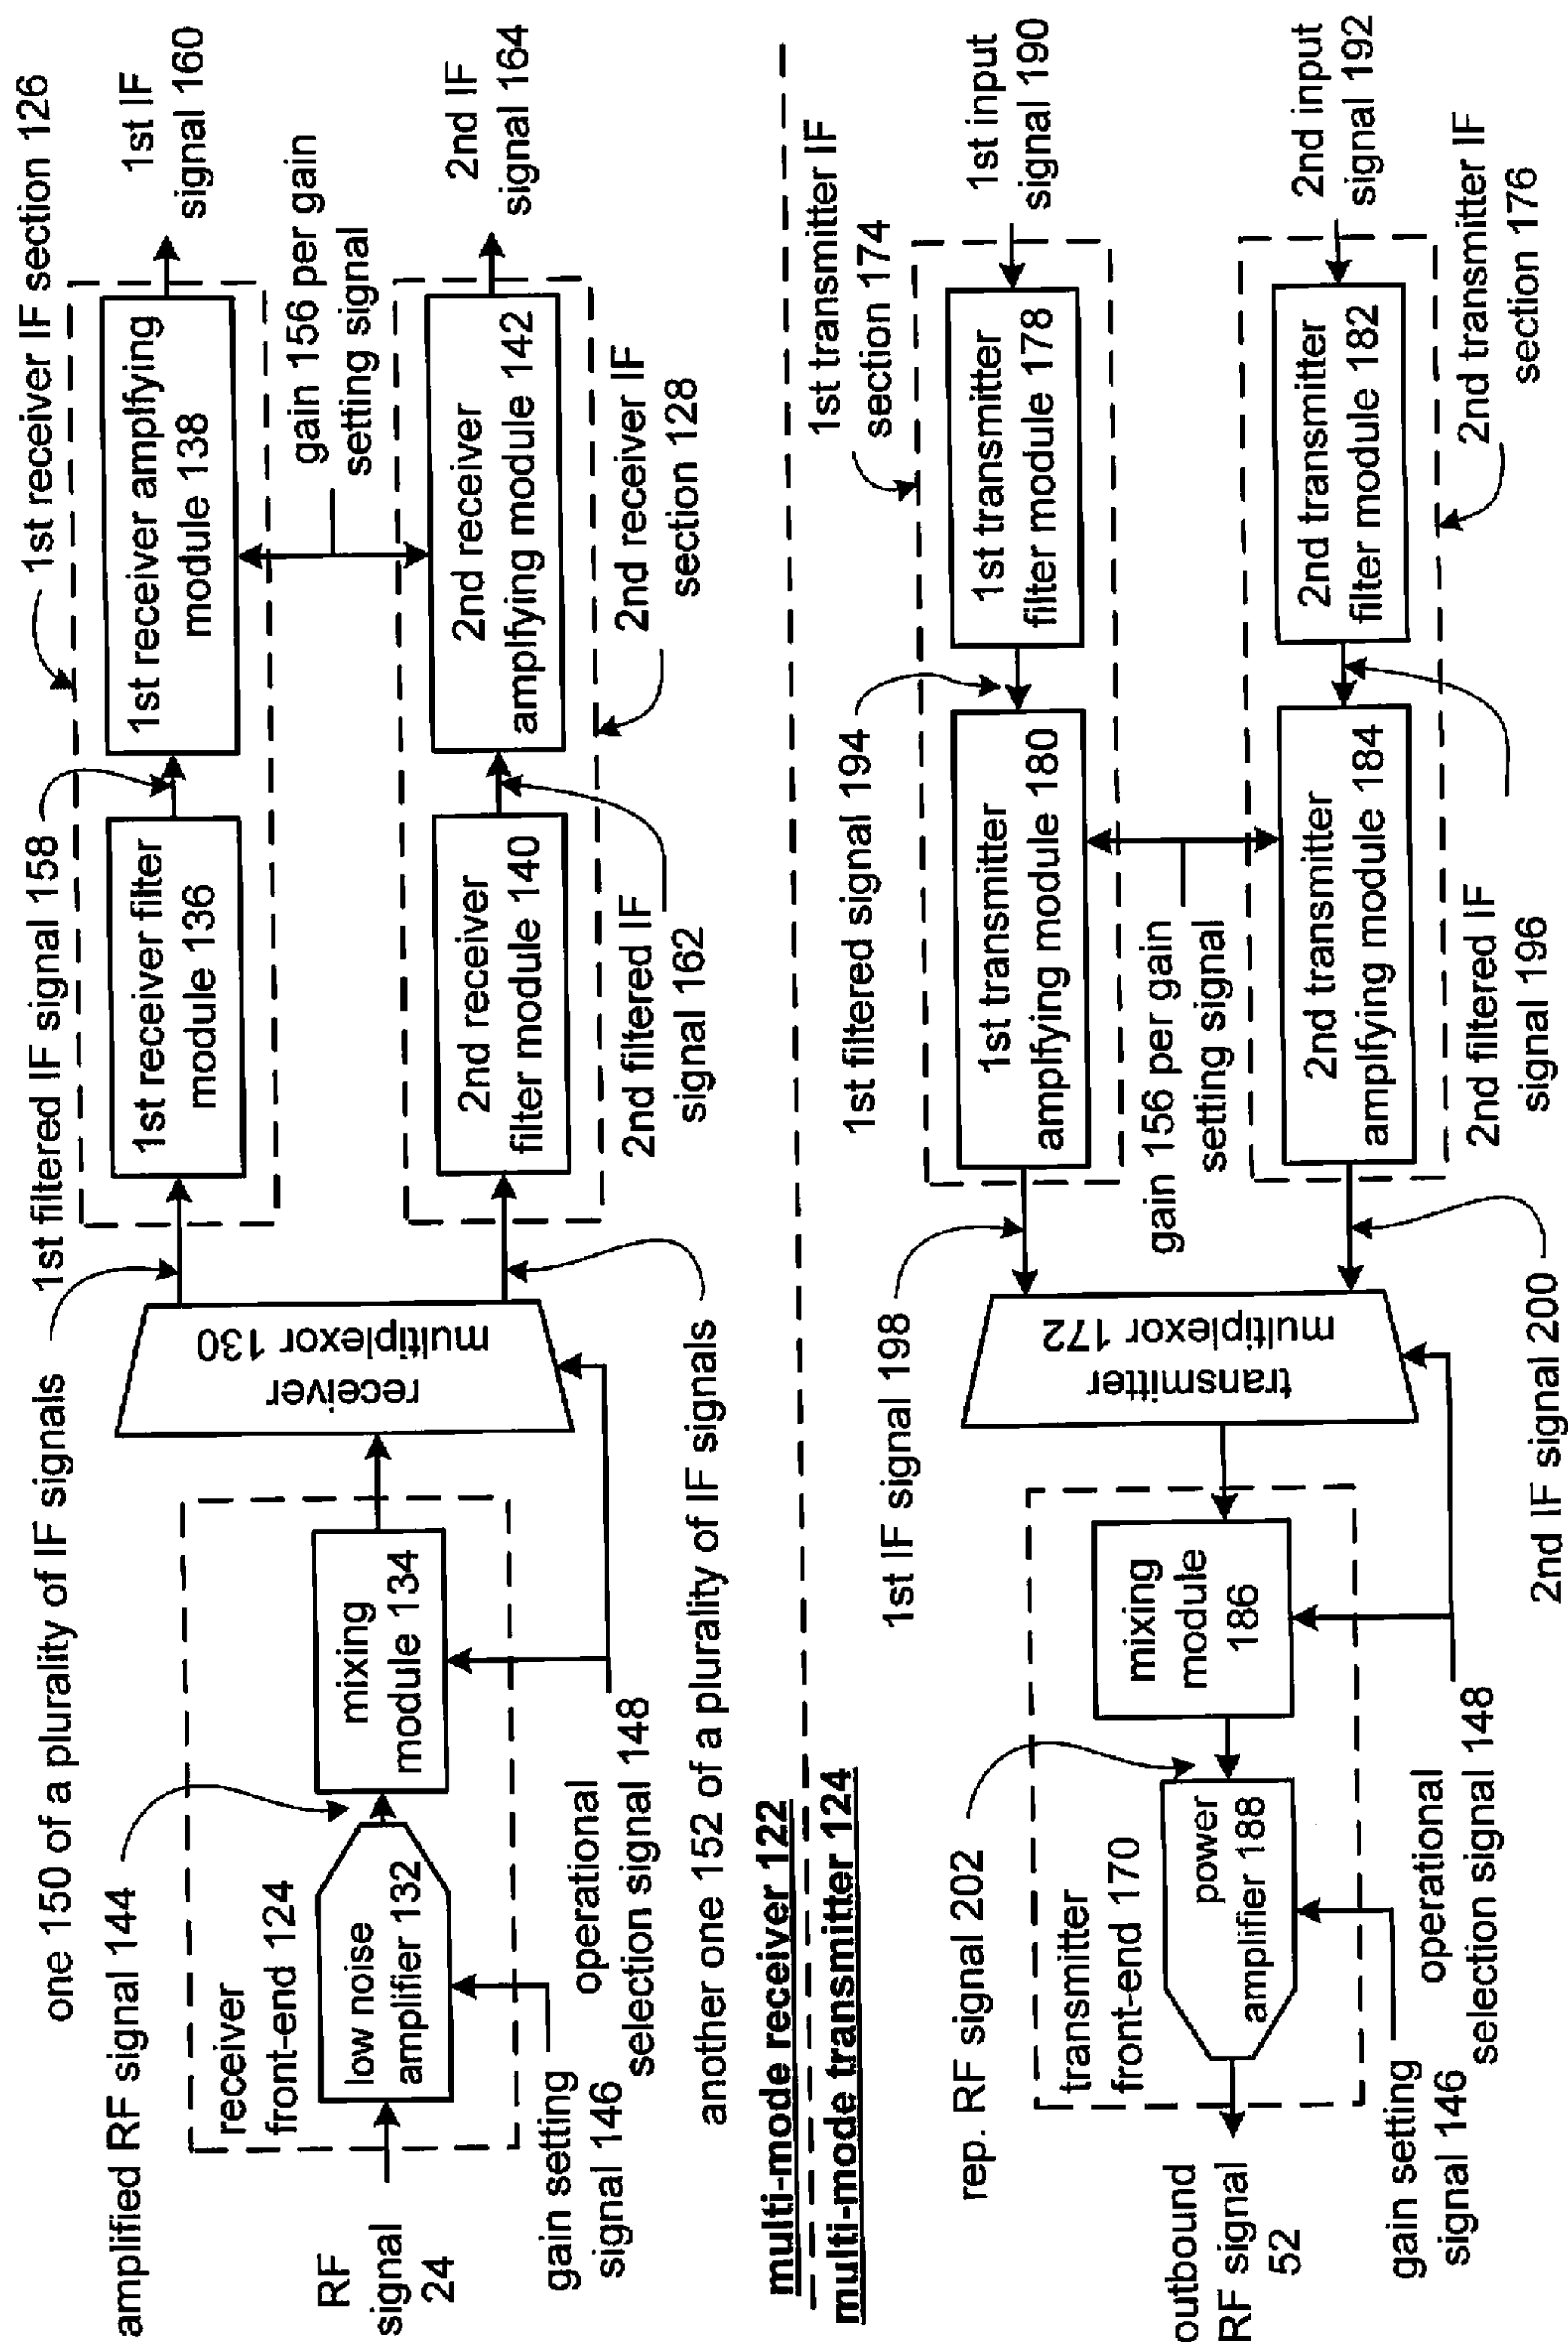 amplified RF signal 144
one 150 of a plurality of IF signals
1st filtered IF signal 158
1st receiver IF section 126
1st IF
signal 160
receiver
front-end 124
RF
signal
24
low noise
amplifier 132
mixing
module 134
receiver
multiplexor 130
1st receiver filter
module 136
1st receiver amplfying
module 138
gain 156 per gain
setting signal
2nd receiver
filter module 140
2nd receiver
amplfying module 142
2nd IF
signal 164
gain setting
signal 146
operational
selection signal 148
another one 152 of a plurality of IF signals
2nd filtered IF
signal 162
2nd receiver IF
section 128
multi-mode receiver 122
multi-mode transmitter 124
rep. RF signal 202
1st IF signal 198
1st filtered signal 194
1st transmitter IF
section 174
1st input
signal 190
transmitter
front-end 170
outbound
RF signal
52
power
amplifier 188
mixing
module
186
transmitter
multiplexor 172
1st transmitter
amplfying module 180
1st transmitter
filter module 178
gain 156 per gain
setting signal
2nd transmitter
amplfying module 184
2nd transmitter
filter module 182
2nd input
signal 192
gain setting
signal 146
operational
selection signal 148
2nd IF signal 200
2nd filtered IF
signal 196
2nd transmitter IF
section 176